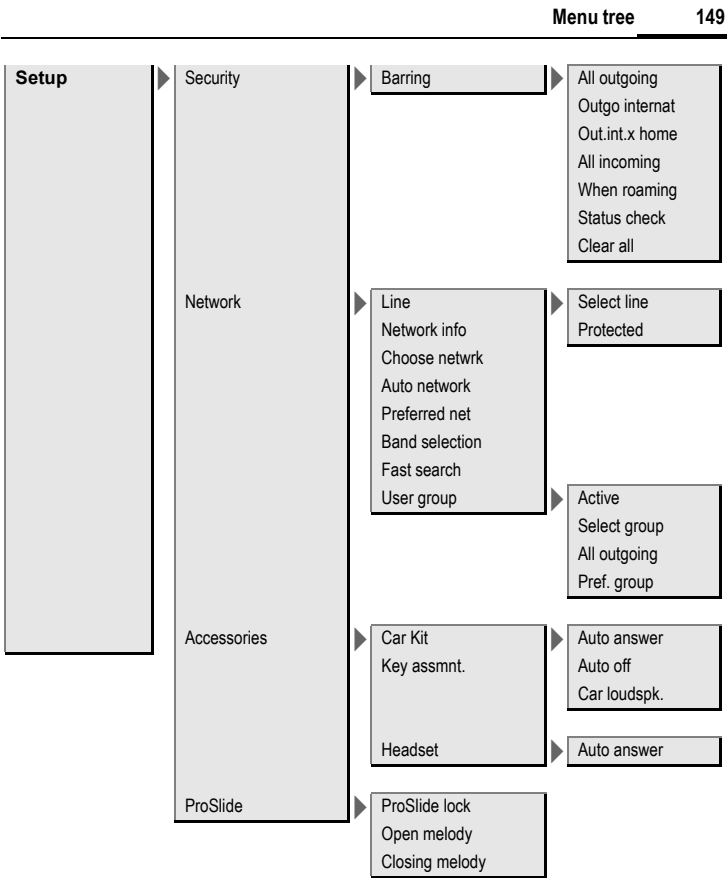 Menu tree 149
Setup Security Barring All outgoing
Outgo internat
Out.int.x home
All incoming
When roaming
Status check
Clear all
Network Line Select line
Network info Protected
Choose netwrk
Auto network
Preferred net
Band selection
Fast search
User group Active
Select group
All outgoing
Pref. group
Accessories Car Kit Auto answer
Key assmnt. Auto off
Car loudspk.
Headset Auto answer
ProSlide ProSlide lock
Open melody
Closing melody